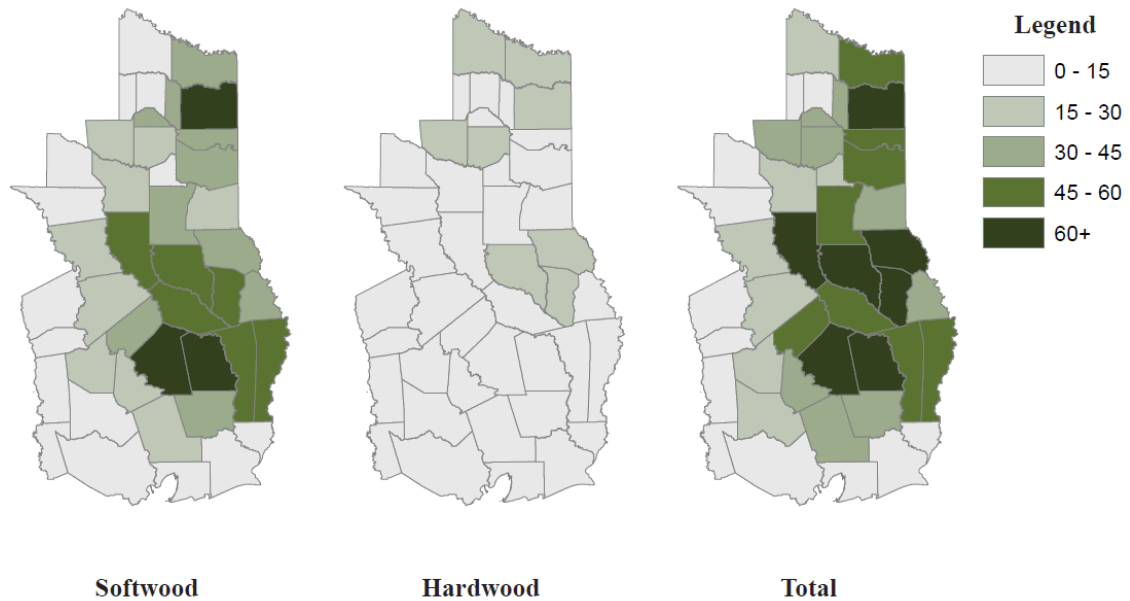 Legend
0 - 15
15 - 30
30 - 45
45 - 60
60+
Softwood
Hardwood
Total